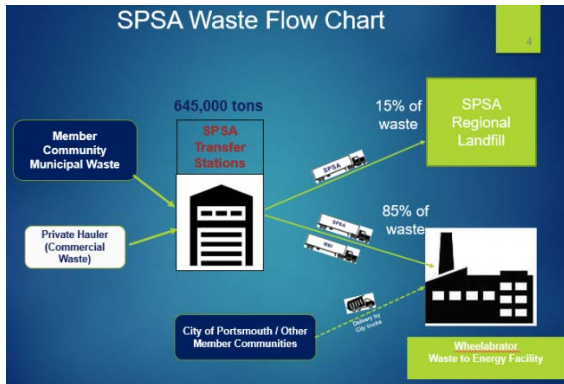 SPSA Waste Flow Chart
4
645,000 tons
SPSA
Transfer
Stations
Member
Community
Municipal Waste
Private Hauler
(Commercial
Waste)
15% of
waste
SPSA
Regional
Landfill
SPSA
85% of
waste
SPSA
WBI
Delivery by
City trucks
City of Portsmouth / Other
Member Communities
Wheelabrator
Waste to Energy Facility